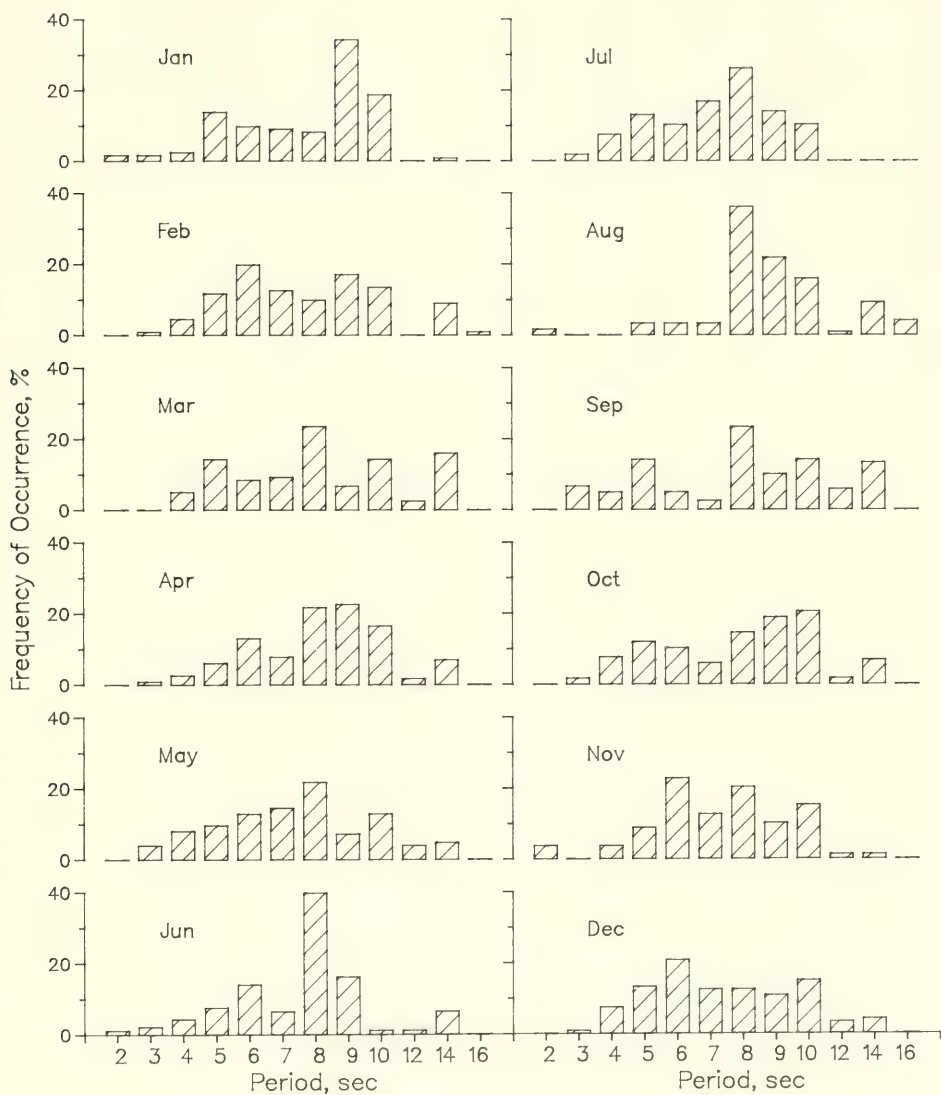 40
20
0
Jan
Jul
40
20
0
Feb
Aug
40
20
0
Mar
Sep
40
20
0
Apr
Oct
40
20
0
May
Nov
40
20
0
Jun
Dec
Frequency of Occurrence, %
2 3 4 5 6 7 8 9 10 12 14 16
2 3 4 5 6 7 8 9 10 12 14 16
Period, sec
Period, sec